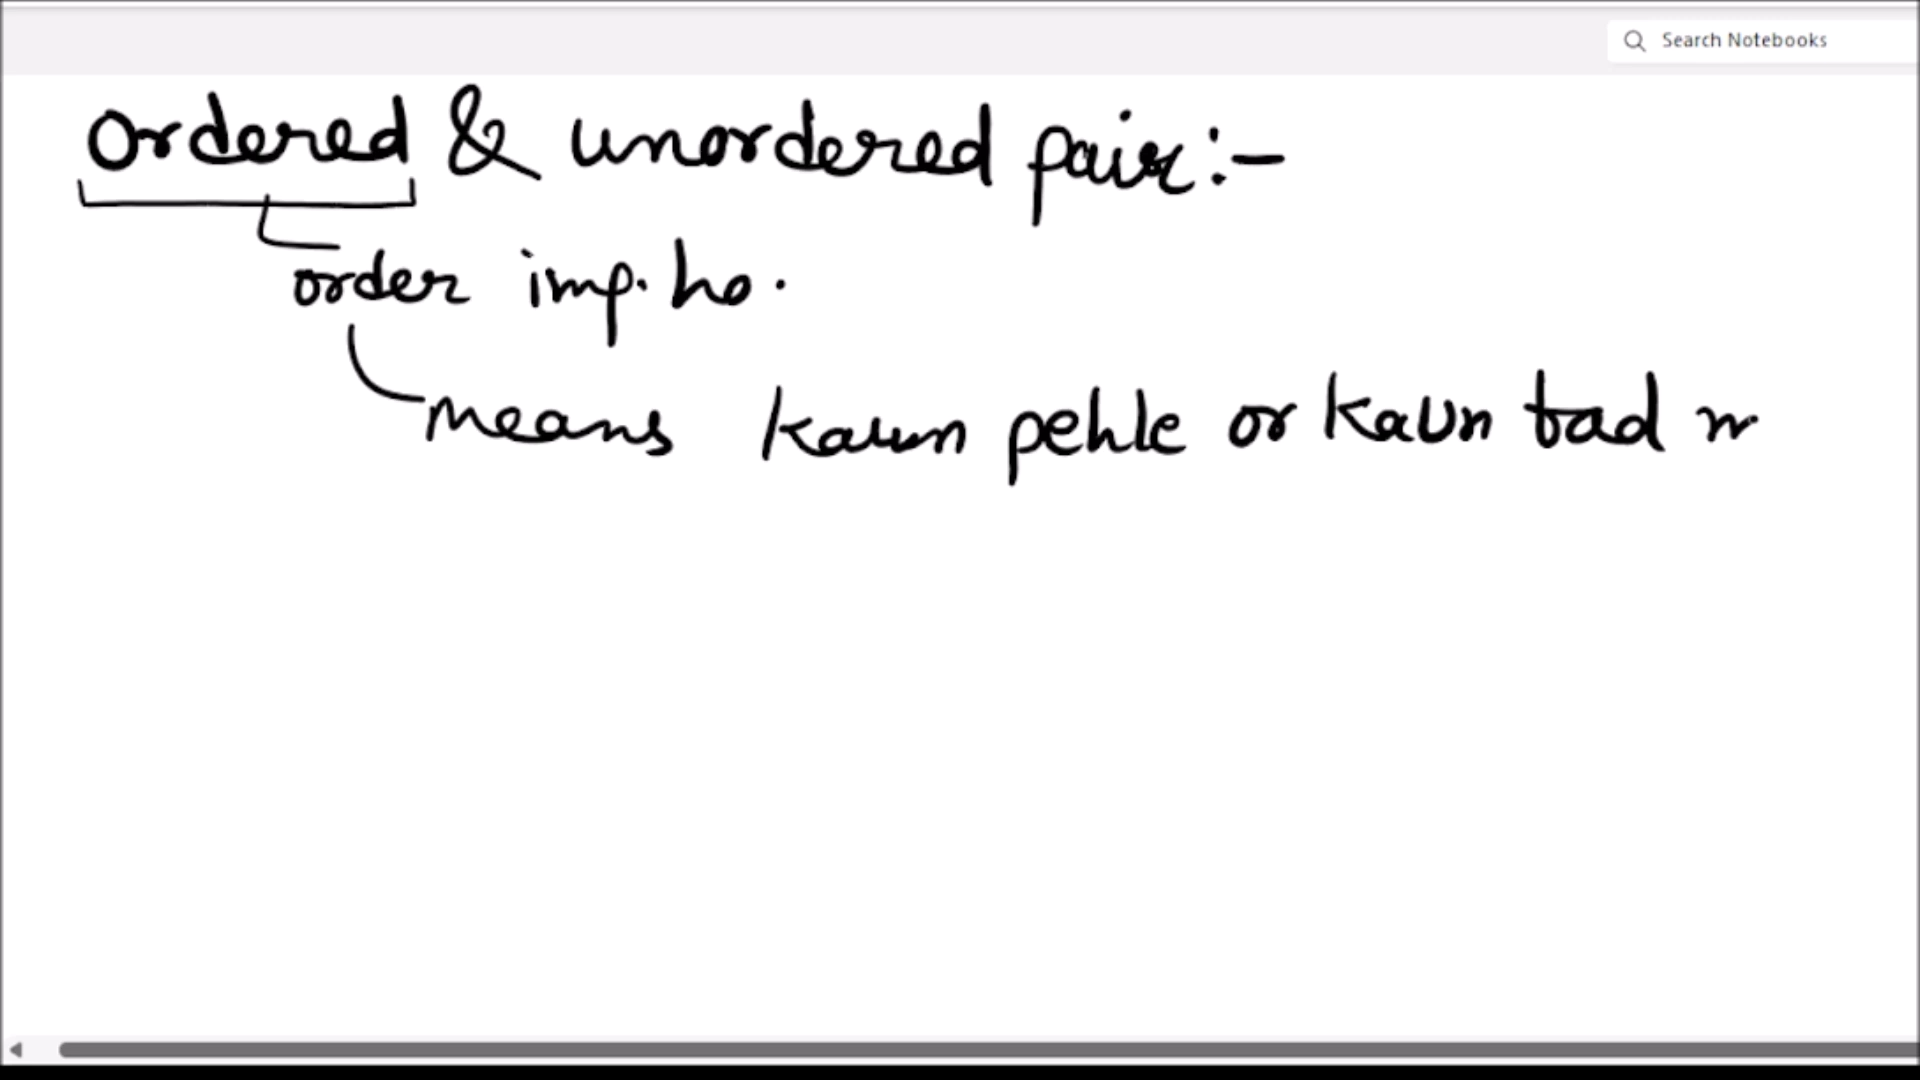 Search Notebooks
Ordered & unordered pair:-
order imp. ho.
means kaun pehle or kaun bad m